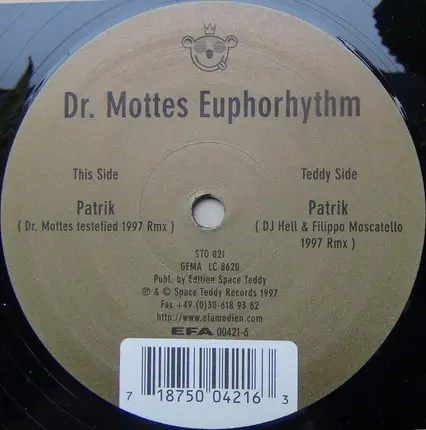 Dr. Mottes Euphorhythm
This Side
Patrik
( Dr. Mottes testefied 1997 Rmx )
Teddy Side
Patrik
( DJ Hell & Filippo Moscatello
1997 Rmx )
STO 021
GEMA LC 8620
Publ. by Edition Space Teddy
℗ & © Space Teddy Records 1997
Fax +49 (0)30-618 93 82
http://www.efamedien.com
EFA 00421-6
7 18750 04216 3